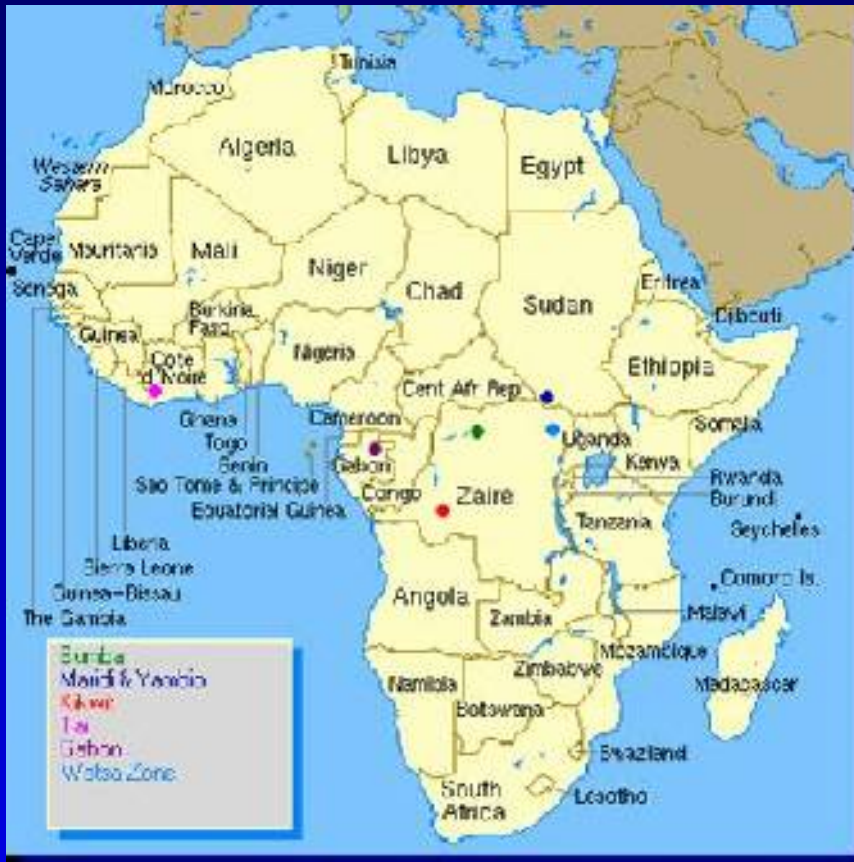 Tunisia
Morocco
Algeria
Libya
Egypt
Western
Sahara
Cape
Verde
Mauritania
Mali
Niger
Chad
Sudan
Eritrea
Djibouti
Senegal
Guinea
Burkina
Faso
Nigeria
Ethiopia
Cote
d'Ivoire
Cent Afr Rep
Somalia
Ghana
Togo
Benin
Cameroon
Uganda
Kenya
Sao Tome & Principe
Gabon
Congo
Zaire
Rwanda
Burundi
Equatorial Guinea
Tanzania
Seychelles
Liberia
Sierra Leone
Guinea-Bissau
The Gambia
Comoro Is.
Angola
Zambia
Malawi
Mozambique
Zimbabwe
Madagascar
Namibia
Botswana
Swaziland
South
Africa
Lesotho
Bumba
Maridi & Yambio
Kikwit
Tai
Gabon
Watsa Zone